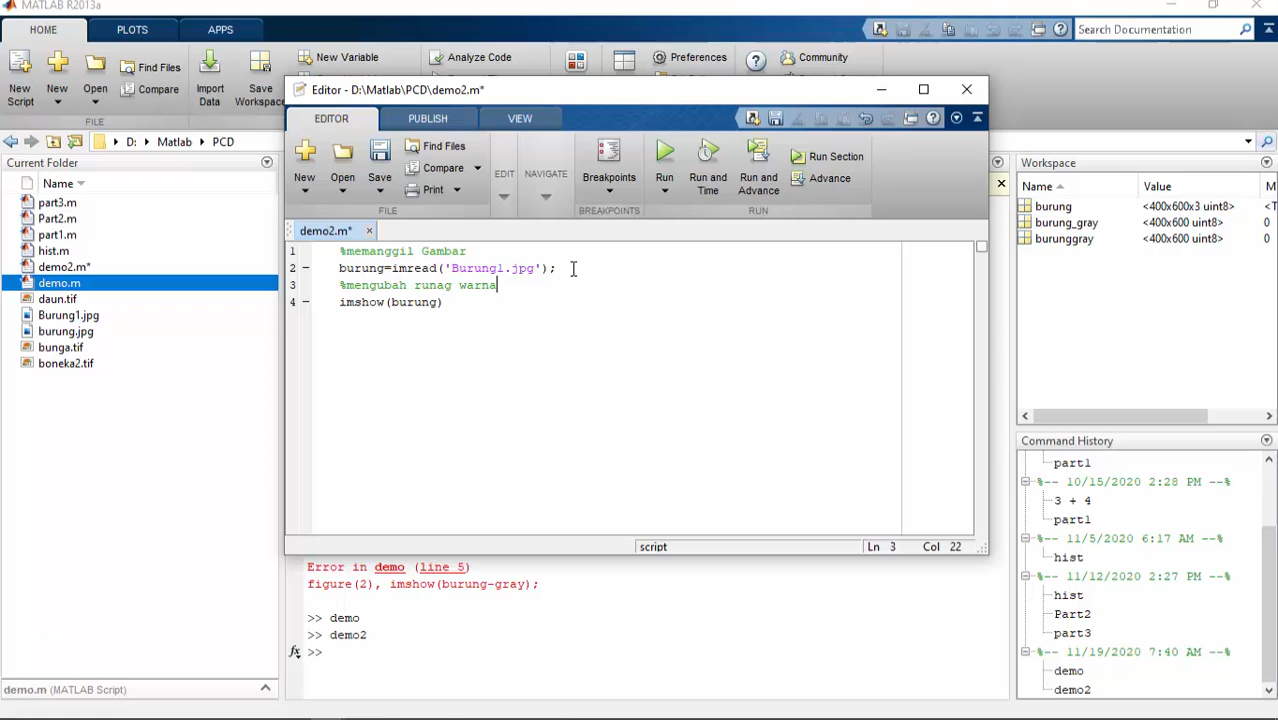 MATLAB R2013a
HOME PLOTS APPS Search Documentation
New Script
New
Open
Find Files
Compare
Import Data
Save Workspace
New Variable
Analyze Code
Preferences
Community
FILE
D: Matlab PCD
Current Folder
Name
part3.m
Part2.m
part1.m
hist.m
demo2.m*
demo.m
daun.tif
Burung1.jpg
burung.jpg
bunga.tif
boneka2.tif
demo.m (MATLAB Script)
Editor - D:\Matlab\PCD\demo2.m*
EDITOR PUBLISH VIEW
New
Open
Save
Find Files
Compare
Print
EDIT
NAVIGATE
Breakpoints
Run
Run and Time
Run and Advance
Run Section
Advance
FILE BREAKPOINTS RUN
demo2.m*
1 %memanggil Gambar
2 – burung=imread('Burung1.jpg');
3 %mengubah runag warna
4 – imshow(burung)
script Ln 3 Col 22
Error in demo (line 5)
figure(2), imshow(burung-gray);
>> demo
>> demo2
fx >>
Workspace
Name Value M
burung <400x600x3 uint8> <T
burung_gray <400x600 uint8> 0
burunggray <400x600 uint8> 0
Command History
part1
%-- 10/15/2020 2:28 PM --%
3 + 4
part1
%-- 11/5/2020 6:17 AM --%
hist
%-- 11/12/2020 2:27 PM --%
hist
Part2
part3
%-- 11/19/2020 7:40 AM --%
demo
demo2